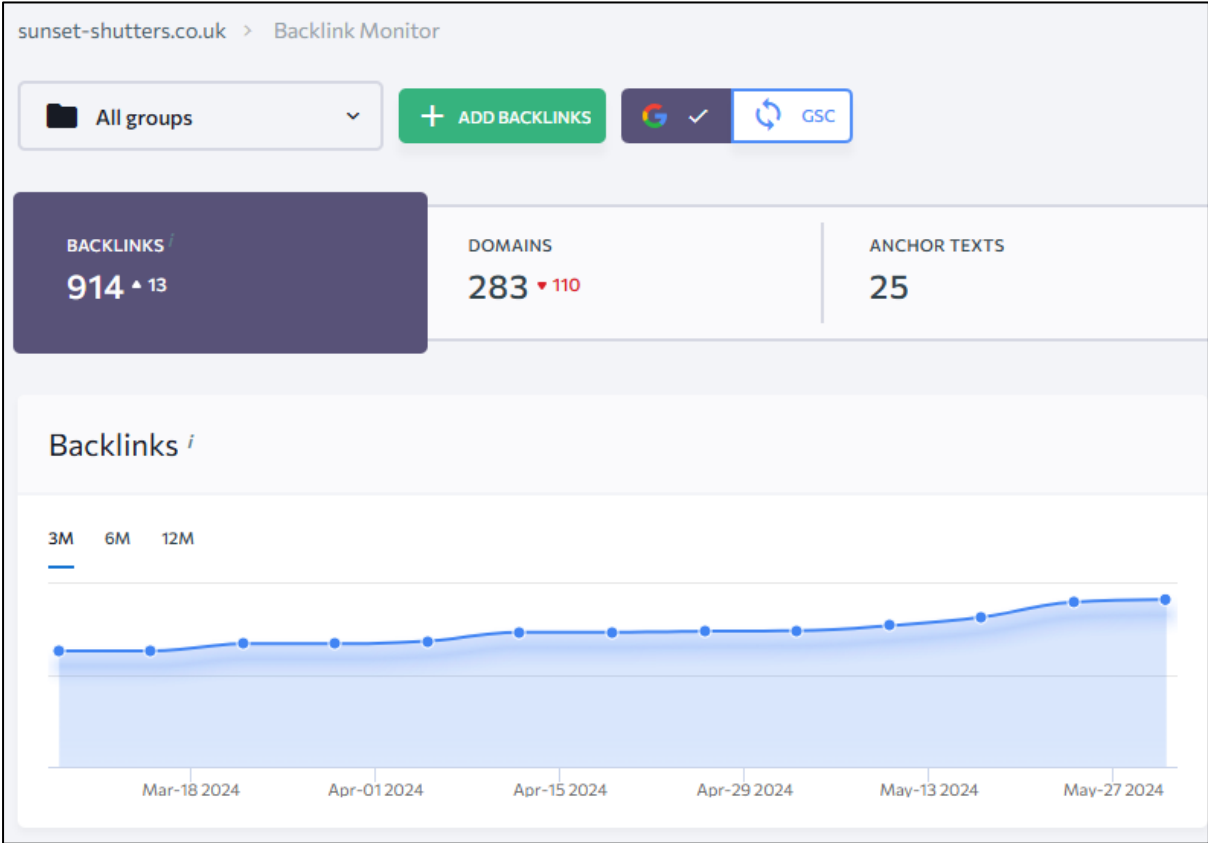 sunset-shutters.co.uk > Backlink Monitor
All groups
+ ADD BACKLINKS
G ✓
GSC
BACKLINKS i
DOMAINS
ANCHOR TEXTS
914 ▲ 13
283 ▼ 110
25
Backlinks i
3M 6M 12M
Mar-18 2024 Apr-01 2024 Apr-15 2024 Apr-29 2024 May-13 2024 May-27 2024